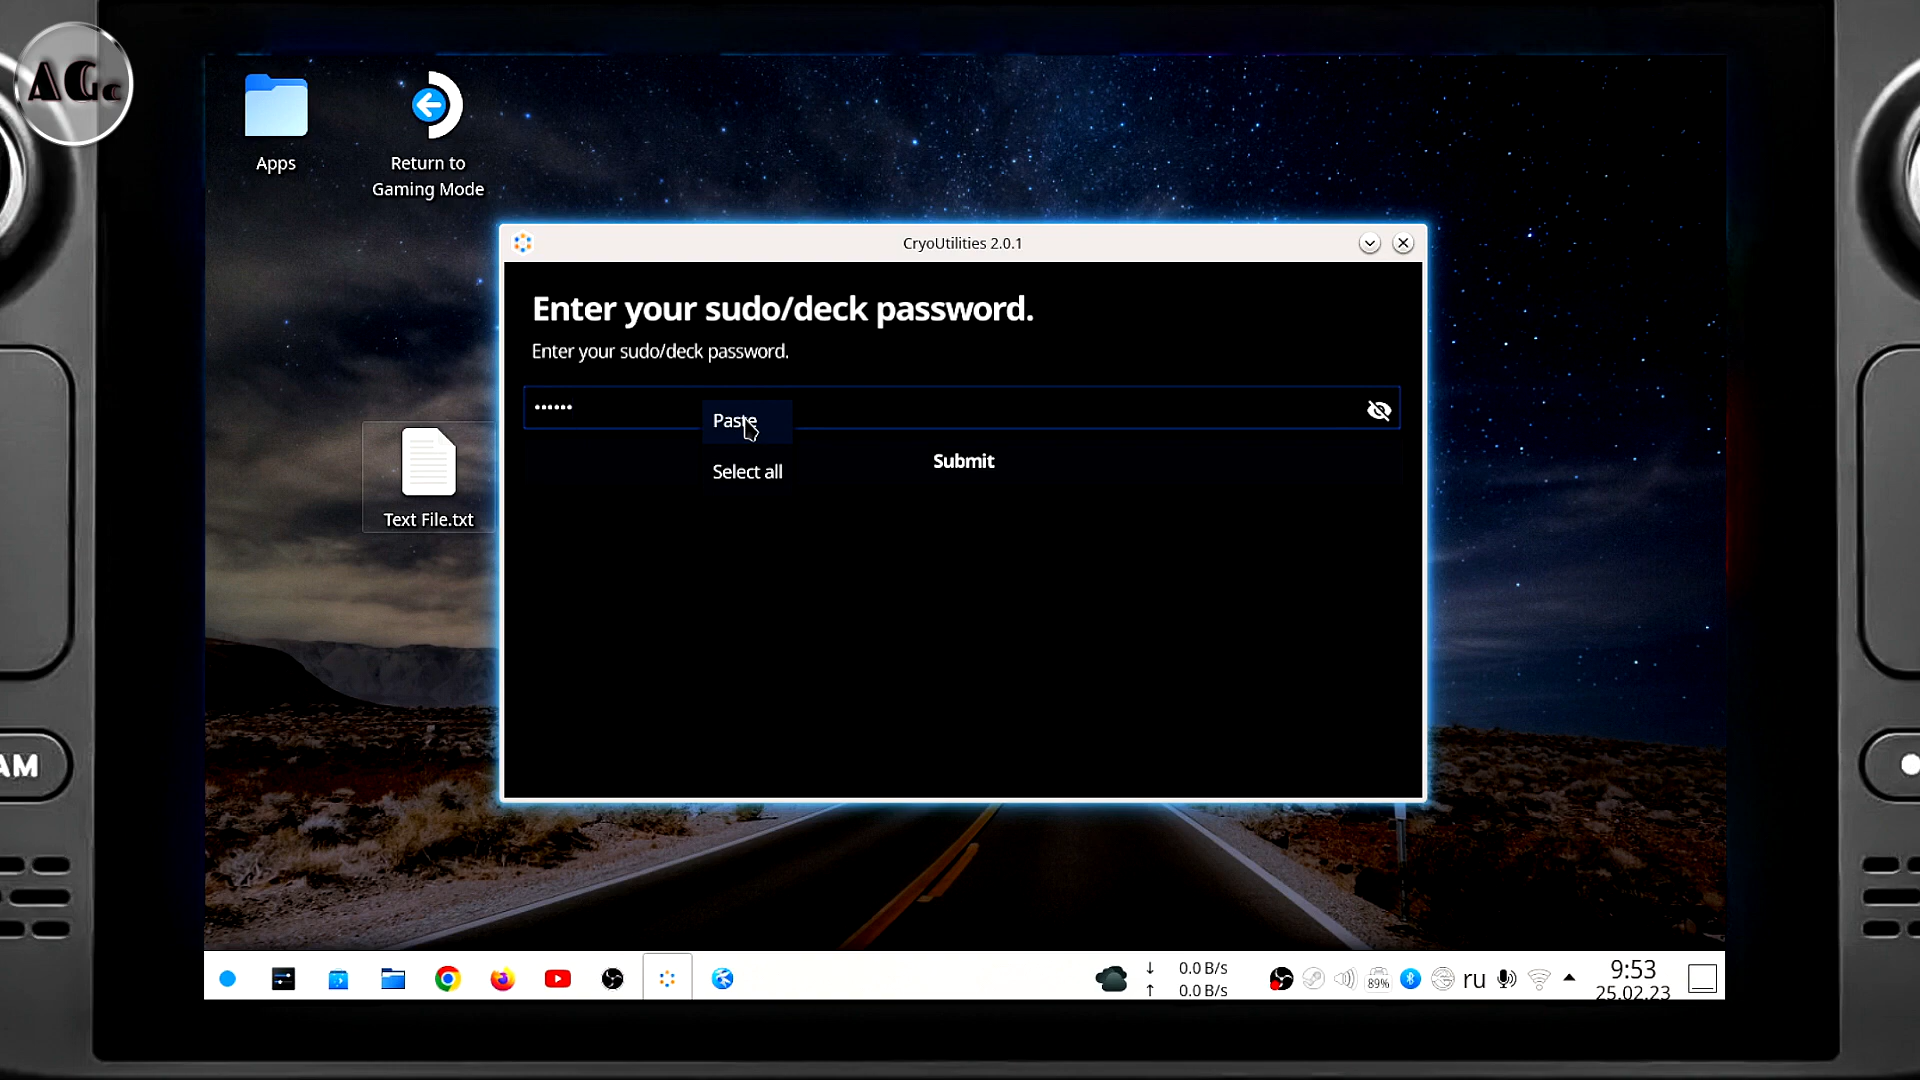 AGc
Apps
Return to
Gaming Mode
CryoUtilities 2.0.1
Enter your sudo/deck password.
Enter your sudo/deck password.
••••••
Paste
Select all
Submit
Text File.txt
AM
↓ 0.0 B/s
↑ 0.0 B/s
89%
ru
9:53
25.02.23